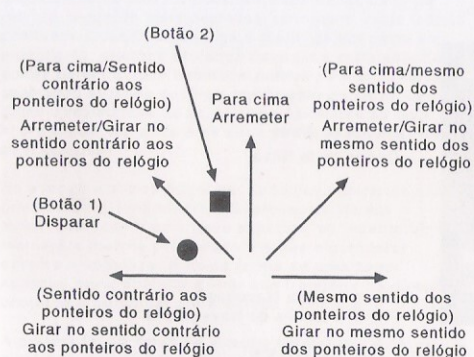 (Botão 2)
(Para cima/Sentido
contrário aos
ponteiros do relógio)
Arremeter/Girar no
sentido contrário aos
ponteiros do relógio
Para cima
Arremeter
(Para cima/mesmo
sentido dos
ponteiros do relógio)
Arremeter/Girar no
mesmo sentido dos
ponteiros do relógio
(Botão 1)
Disparar
(Sentido contrário aos
ponteiros do relógio)
Girar no sentido contrário
aos ponteiros do relógio
(Mesmo sentido dos
ponteiros do relógio)
Girar no mesmo sentido
dos ponteiros do relógio